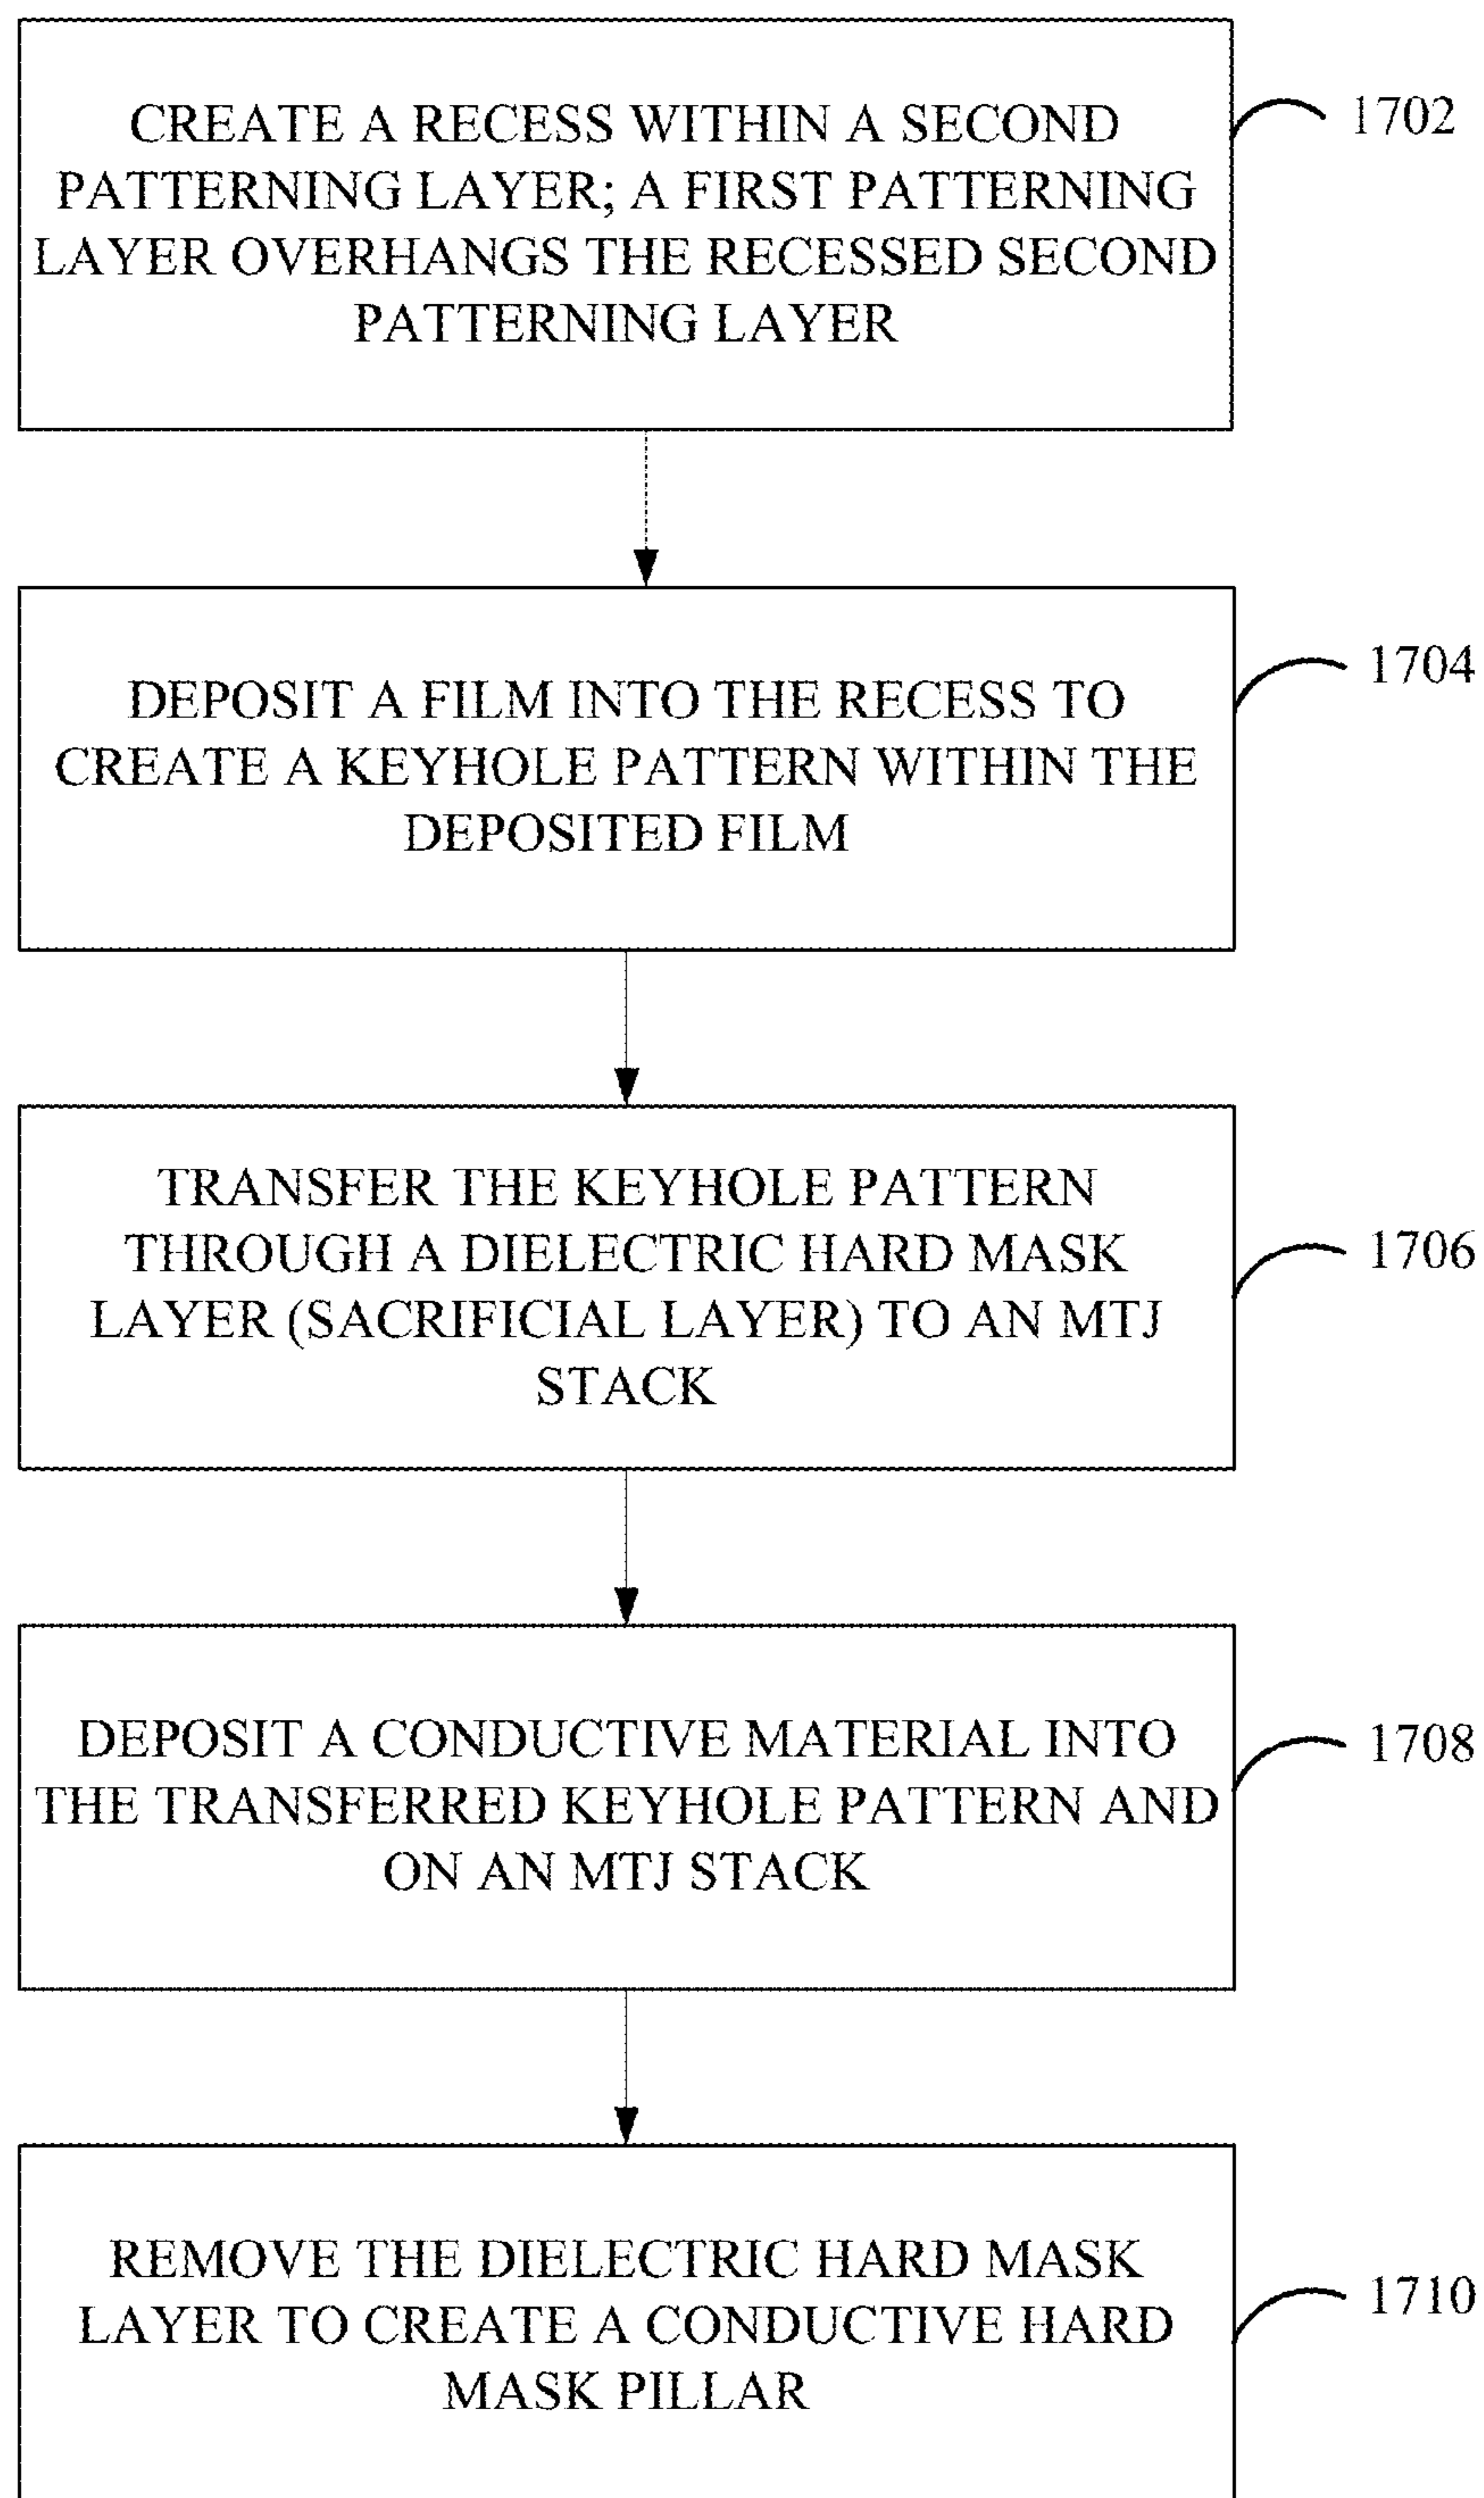 CREATE A RECESS WITHIN A SECOND
PATTERNING LAYER; A FIRST PATTERNING
LAYER OVERHANGS THE RECESSED SECOND
PATTERNING LAYER
1702
DEPOSIT A FILM INTO THE RECESS TO
CREATE A KEYHOLE PATTERN WITHIN THE
DEPOSITED FILM
1704
TRANSFER THE KEYHOLE PATTERN
THROUGH A DIELECTRIC HARD MASK
LAYER (SACRIFICIAL LAYER) TO AN MTJ
STACK
1706
DEPOSIT A CONDUCTIVE MATERIAL INTO
THE TRANSFERRED KEYHOLE PATTERN AND
ON AN MTJ STACK
1708
REMOVE THE DIELECTRIC HARD MASK
LAYER TO CREATE A CONDUCTIVE HARD
MASK PILLAR
1710